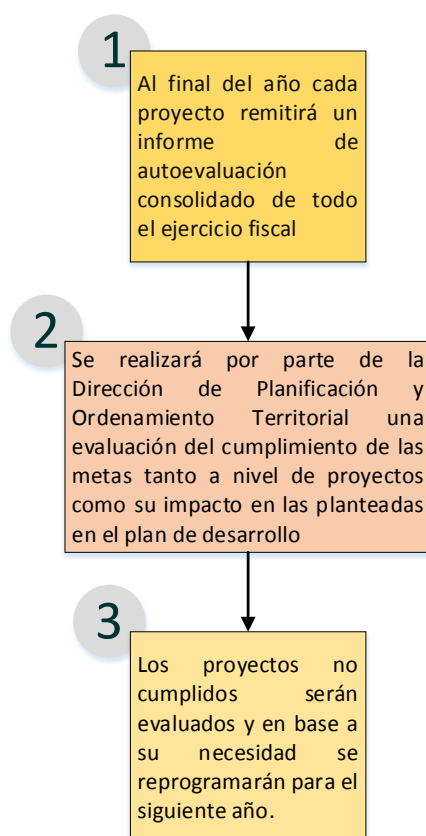 1
Al final del año cada
proyecto remitirá un
informe de
autoevaluación
consolidado de todo
el ejercicio fiscal
2
Se realizará por parte de la
Dirección de Planificación y
Ordenamiento Territorial una
evaluación del cumplimiento de las
metas tanto a nivel de proyectos
como su impacto en las planteadas
en el plan de desarrollo
3
Los proyectos no
cumplidos serán
evaluados y en base a
su necesidad se
reprogramarán para el
siguiente año.